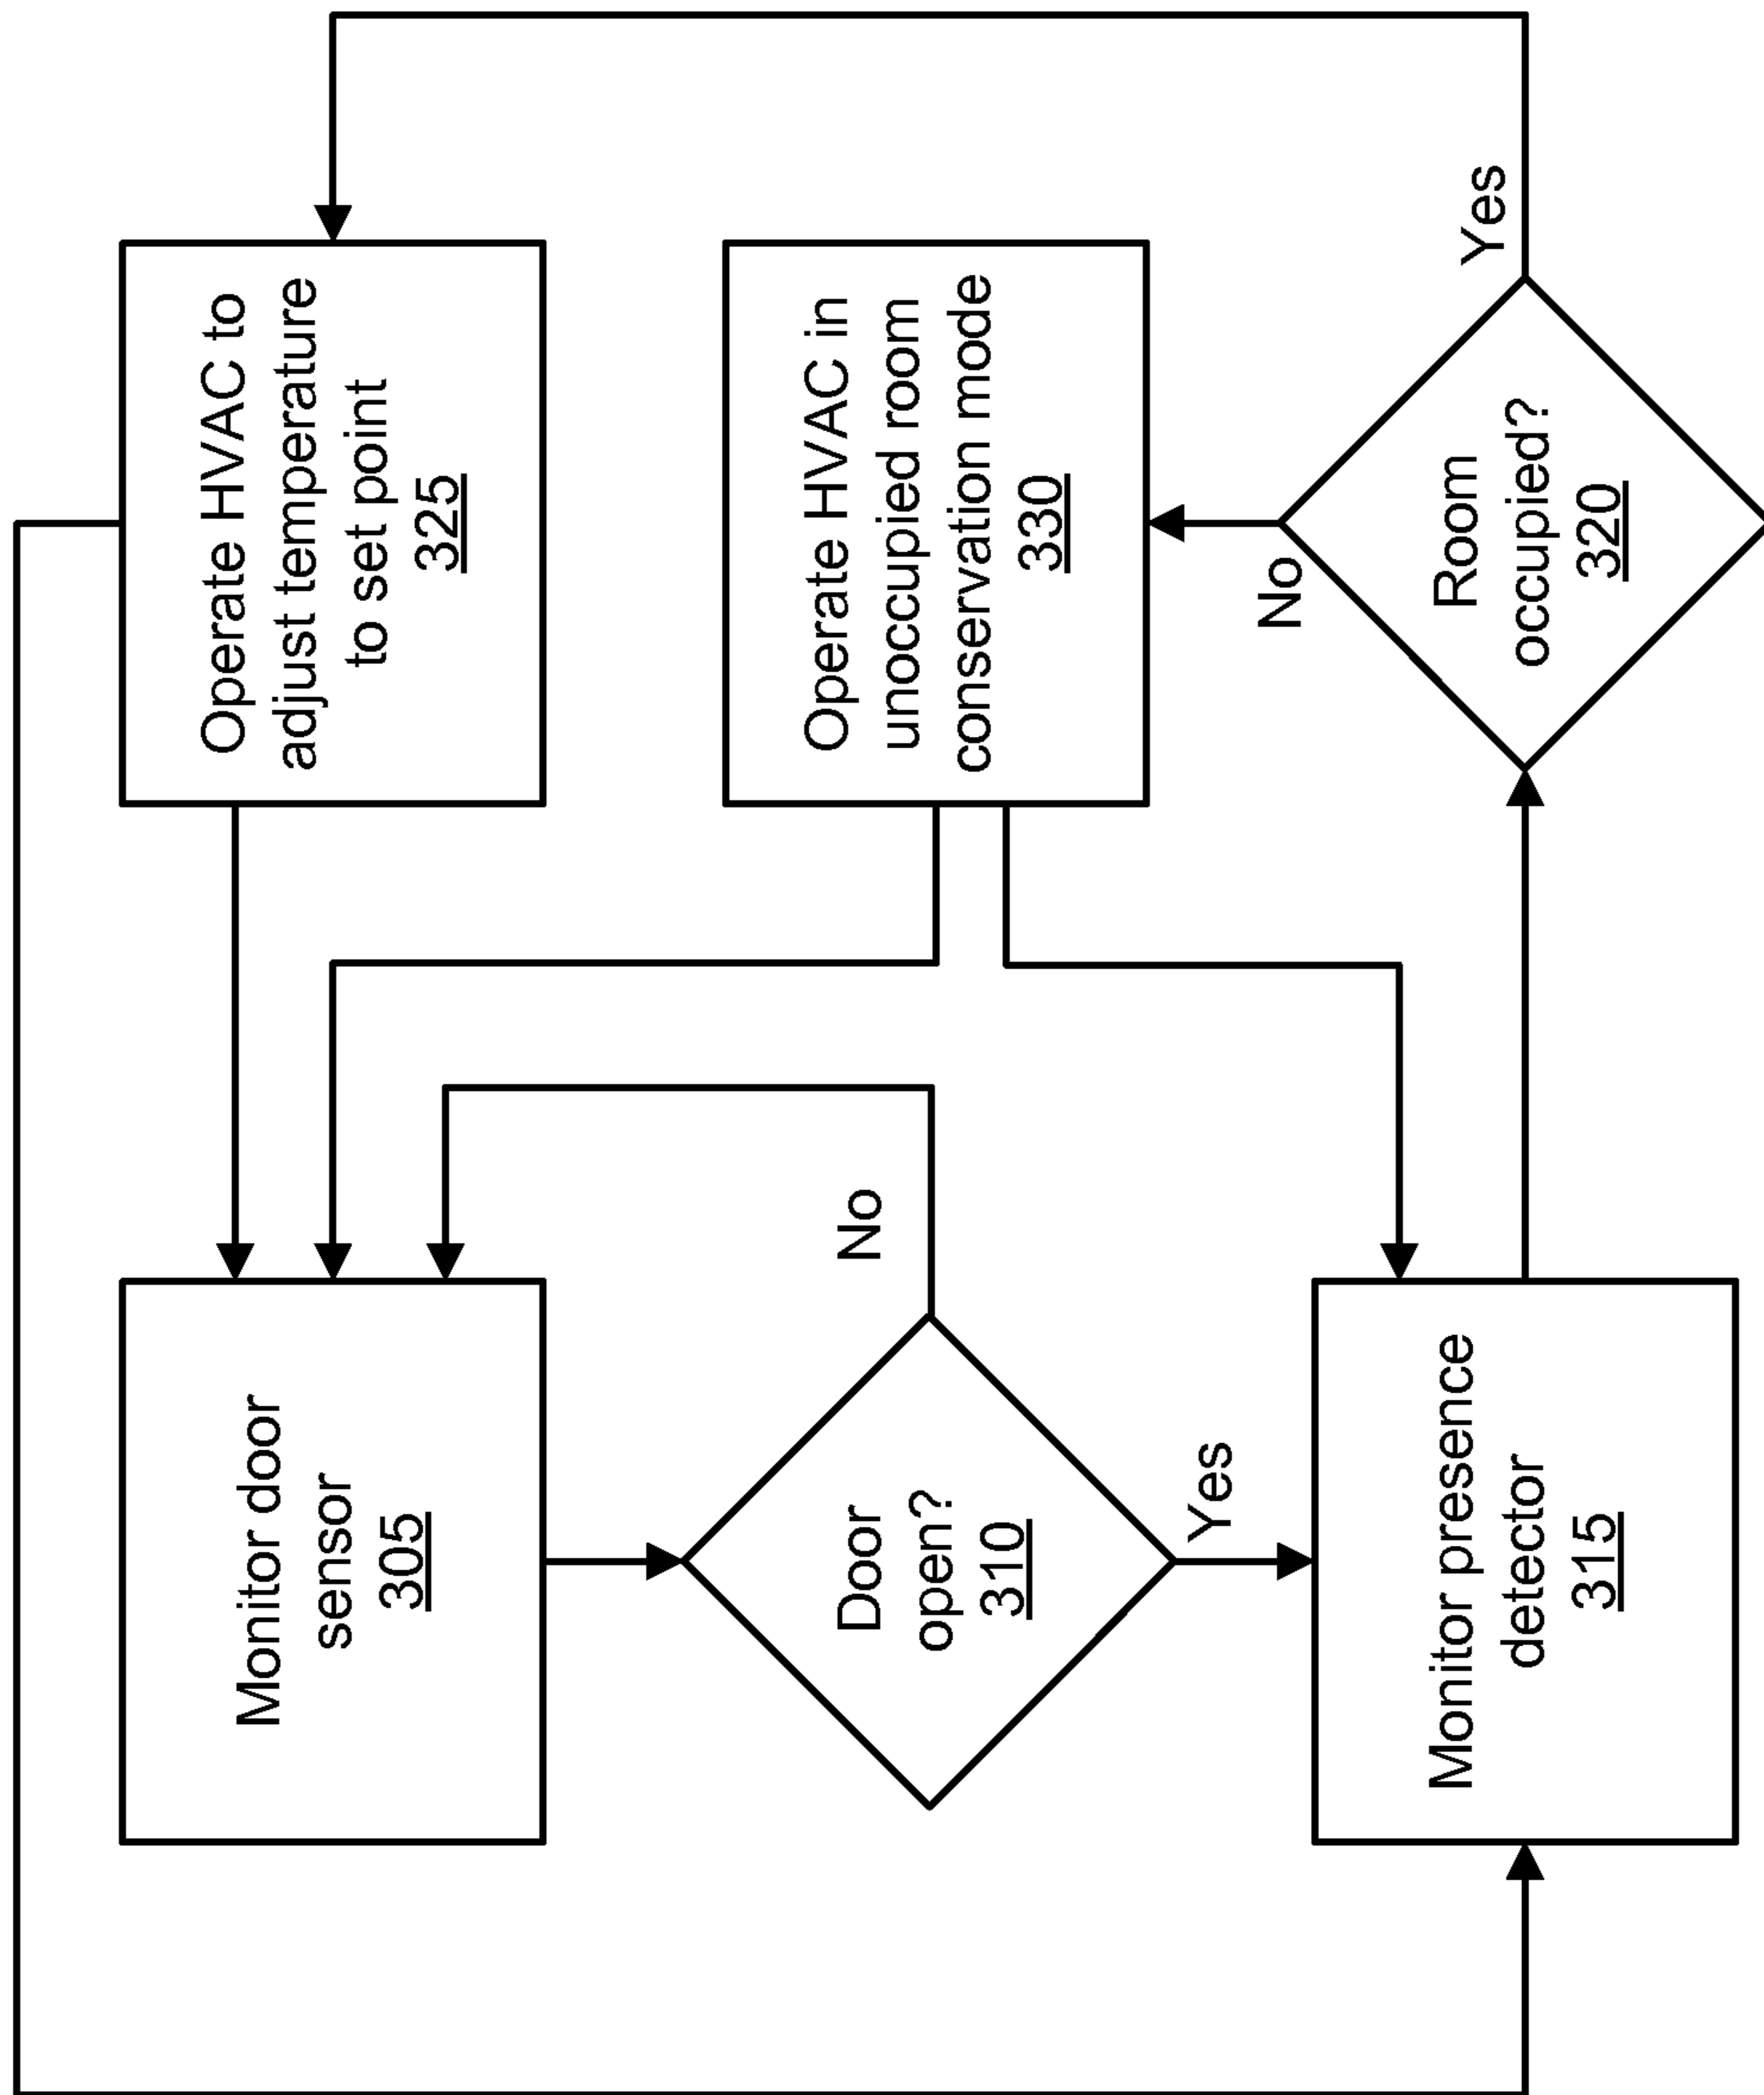 Monitor door
sensor
305
Door
open?
310
No
Yes
Monitor presence
detector
315
Operate HVAC to
adjust temperature
to set point
325
Operate HVAC in
unoccupied room
conservation mode
330
No
Room
occupied?
320
Yes